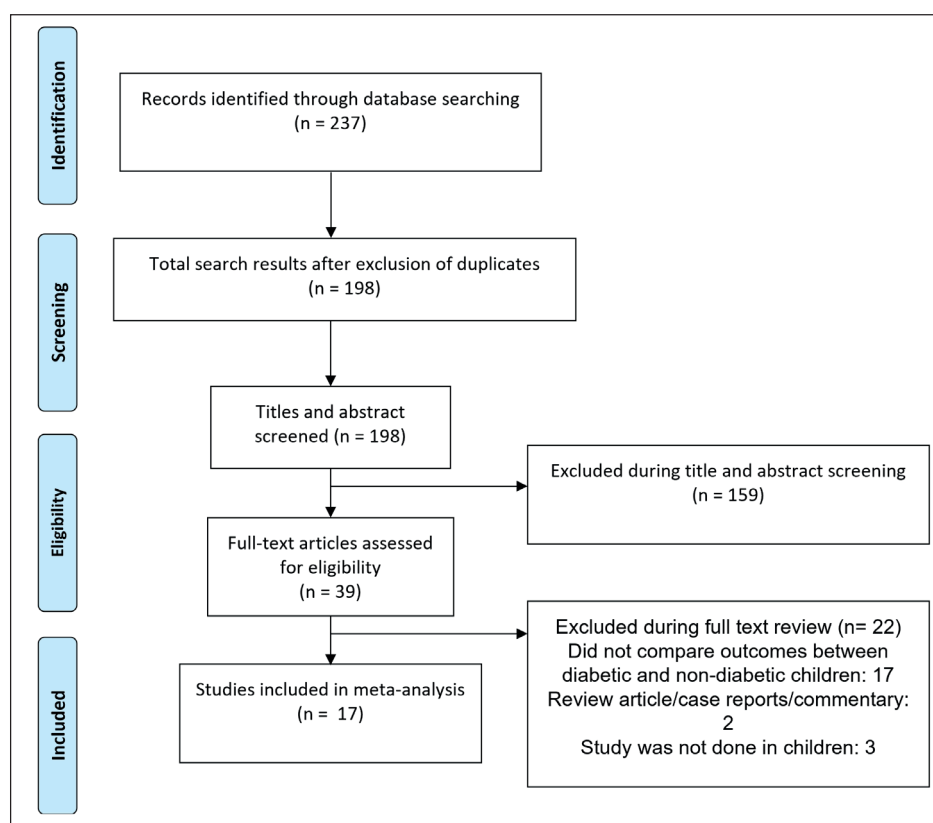 Identification
Records identified through database searching
(n = 237)
Screening
Total search results after exclusion of duplicates
(n = 198)
Titles and abstract
screened (n = 198)
Eligibility
Excluded during title and abstract screening
(n = 159)
Full-text articles assessed
for eligibility
(n = 39)
Included
Studies included in meta-analysis
(n = 17)
Excluded during full text review (n= 22)
Did not compare outcomes between
diabetic and non-diabetic children: 17
Review article/case reports/commentary:
2
Study was not done in children: 3